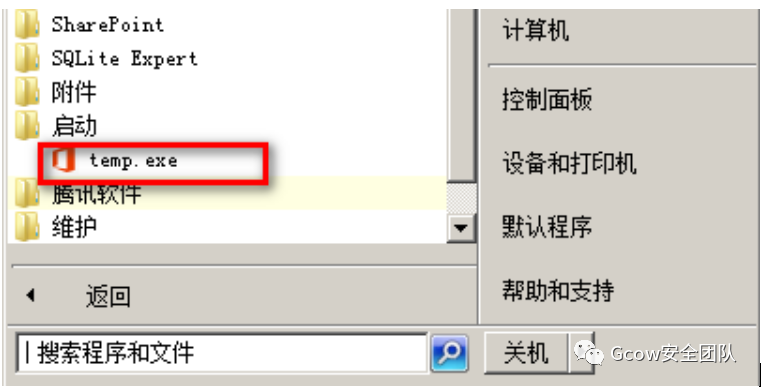 SharePoint
SQLite Expert
附件
启动
temp.exe
腾讯软件
维护
返回
搜索程序和文件
计算机
控制面板
设备和打印机
默认程序
帮助和支持
关机
Gcow安全团队